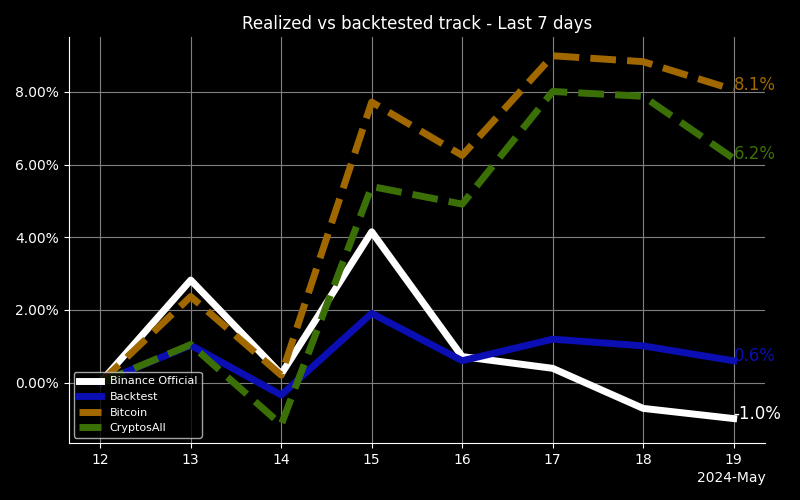 Realized vs backtested track - Last 7 days
8.00%
6.00%
4.00%
2.00%
0.00%
8.1%
6.2%
0.6%
-1.0%
Binance Official
Backtest
Bitcoin
CryptosAll
12 13 14 15 16 17 18 19
2024-May